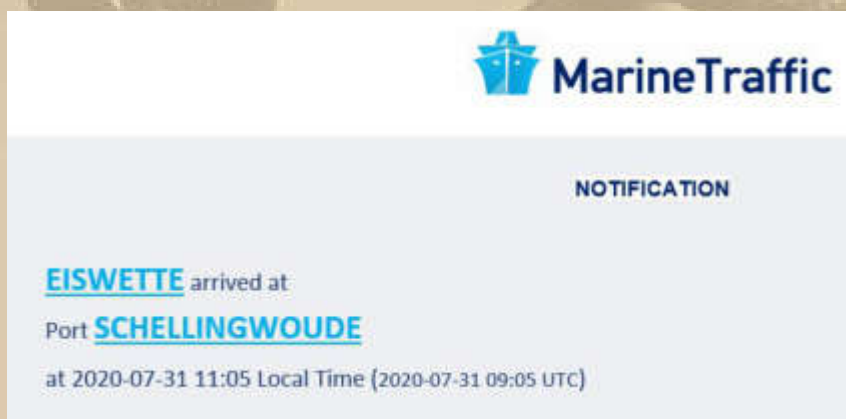 MarineTraffic
NOTIFICATION
EISWETTE arrived at
Port SCHELLINGWOUDE
at 2020-07-31 11:05 Local Time (2020-07-31 09:05 UTC)